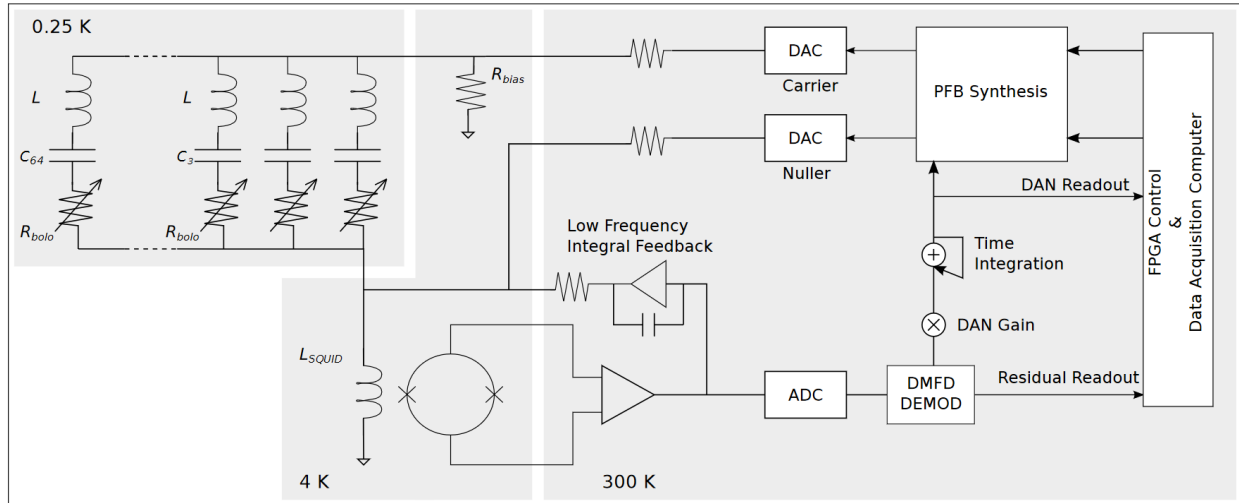 0.25 K
L
L
C64
C3
Rbolo
Rbolo
Rbias
DAC
Carrier
DAC
Nuller
PFB Synthesis
DAN Readout
Low Frequency
Integral Feedback
Time
Integration
DAN Gain
LSQUID
ADC
DMFD
DEMOD
Residual Readout
FPGA Control
&
Data Acquisition Computer
4 K
300 K